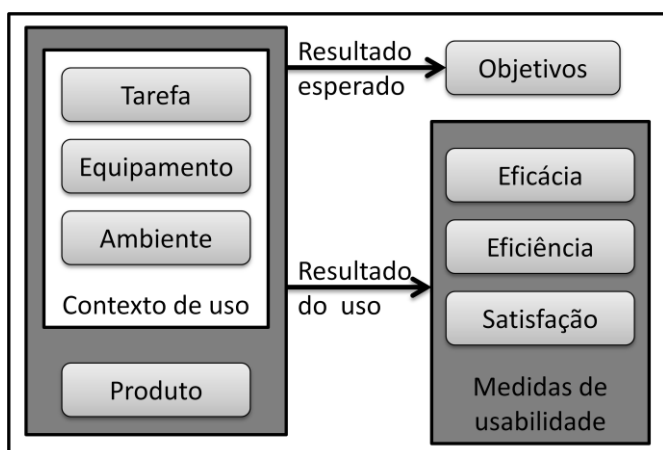 Tarefa
Equipamento
Ambiente
Contexto de uso
Produto
Resultado
esperado
Objetivos
Resultado
do uso
Eficácia
Eficiência
Satisfação
Medidas de
usabilidade